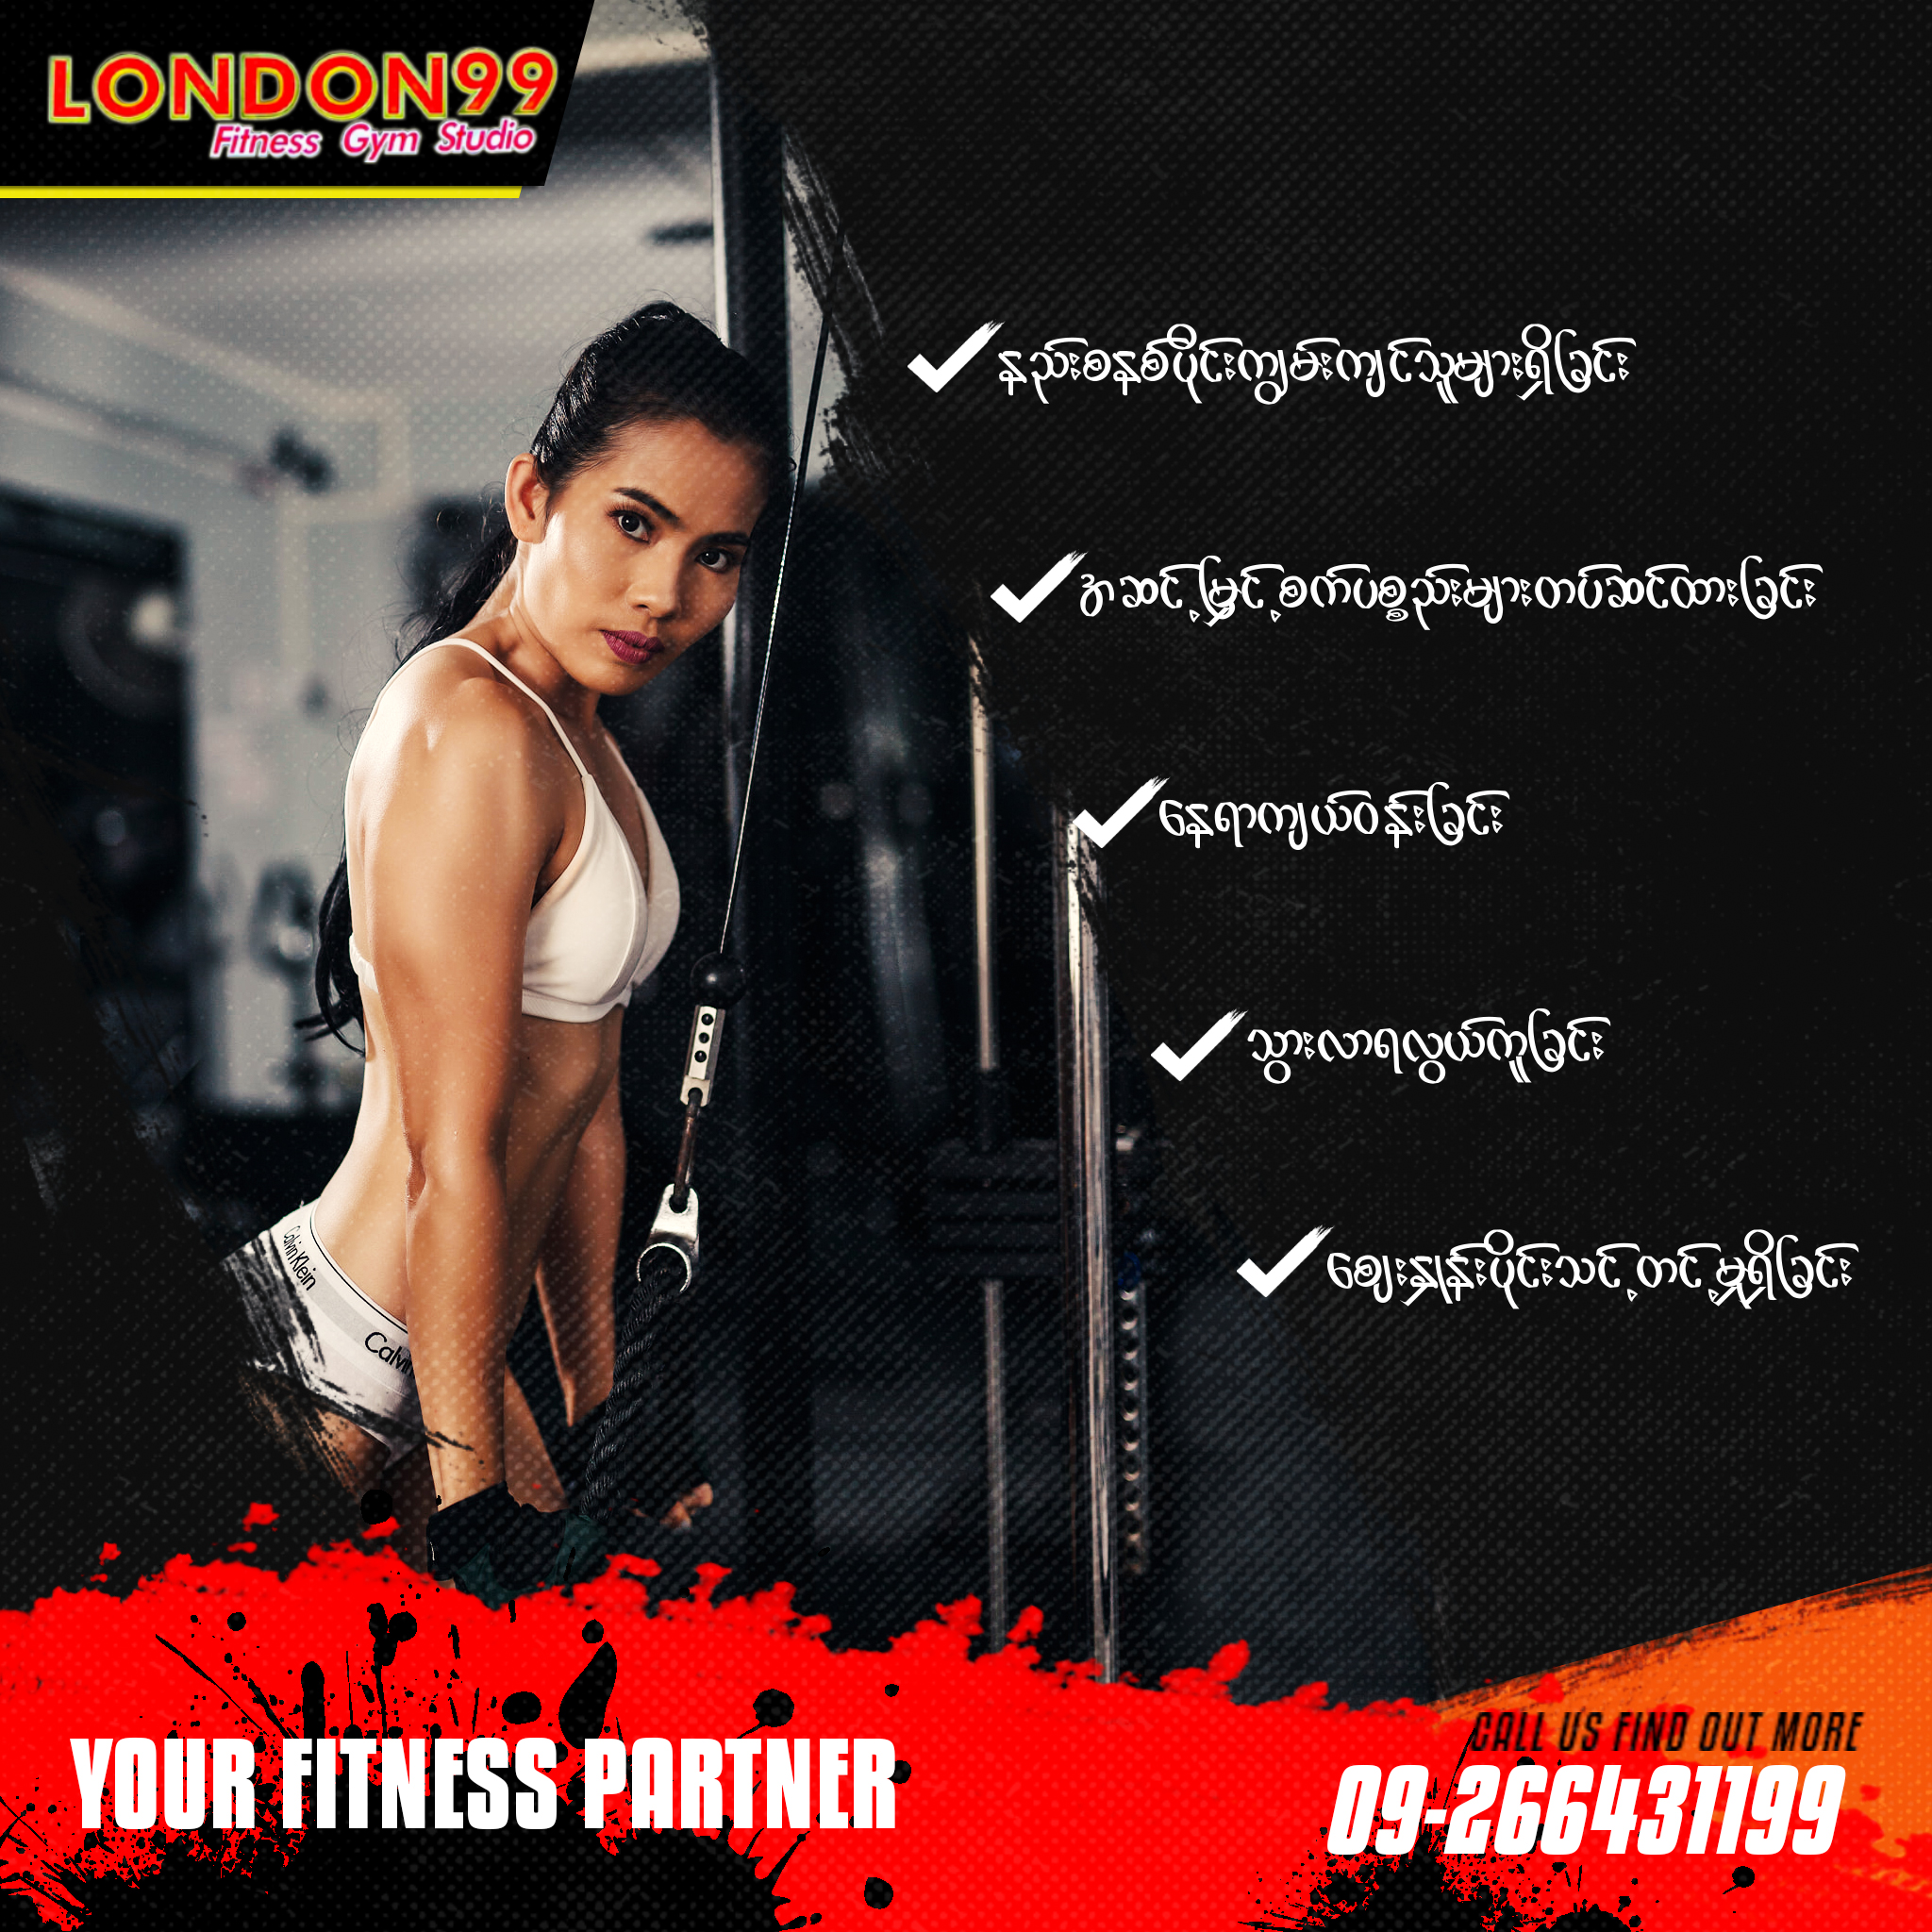 LONDON99
Fitness Gym Studio
နည်းစနစ်ပိုင်းကျွမ်းကျင်သူများရှိခြင်း
အဆင့်မြှင့်စက်ပစ္စည်းများတပ်ဆင်ထားခြင်း
နေရာကျယ်ဝန်းခြင်း
သွားလာရလွယ်ကူခြင်း
Calvin Klein
Calvin
ဈေးနှုန်းပိုင်းသင့်တင့်မှုရှိခြင်း
CALL US FIND OUT MORE
YOUR FITNESS PARTNER
09-266431199